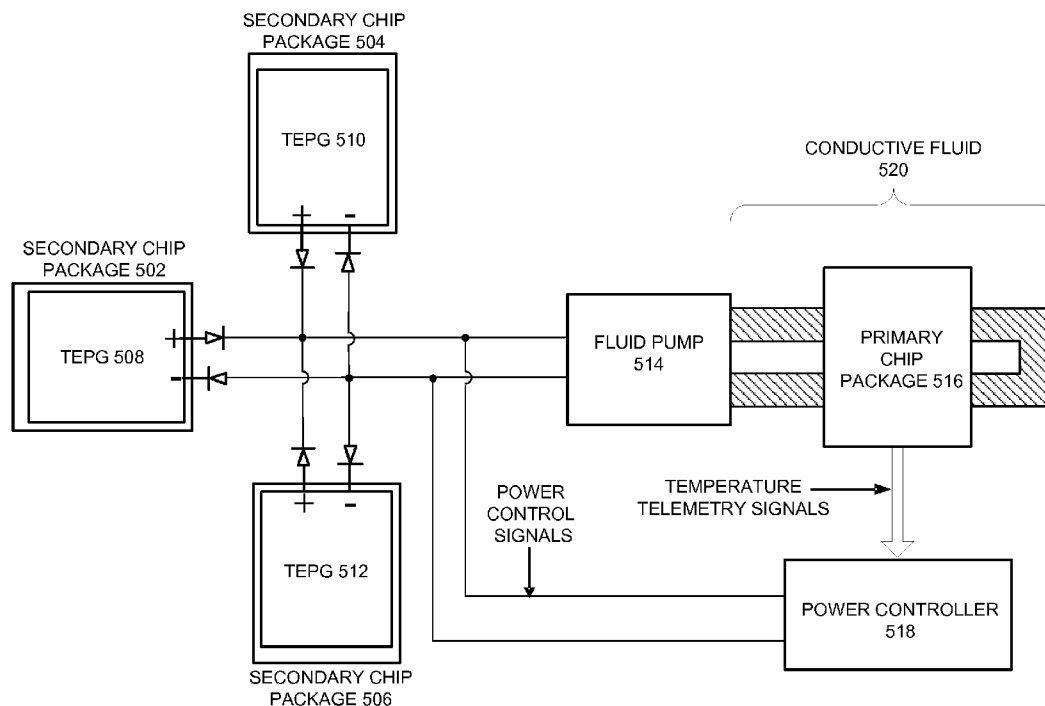 SECONDARY CHIP
PACKAGE 504
TEPG 510
+ -
CONDUCTIVE FLUID
520
SECONDARY CHIP
PACKAGE 502
TEPG 508
+
-
FLUID PUMP
514
PRIMARY
CHIP
PACKAGE 516
TEMPERATURE
TELEMETRY SIGNALS
POWER
CONTROL
SIGNALS
+ -
TEPG 512
POWER CONTROLLER
518
SECONDARY CHIP
PACKAGE 506